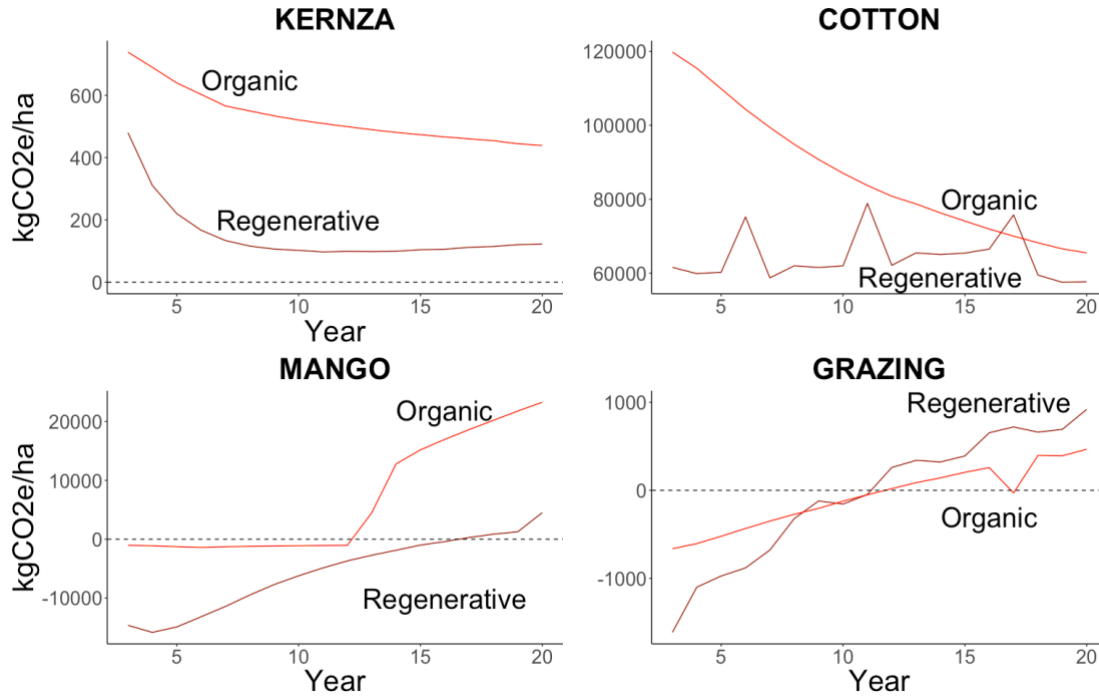 KERNZA
kgCO2e/ha
600
400
200
0
Organic
Regenerative
5
10
15
20
Year
COTTON
120000
100000
80000
60000
Organic
Regenerative
5
10
15
20
Year
MANGO
kgCO2e/ha
20000
10000
0
-10000
Organic
Regenerative
5
10
15
20
Year
GRAZING
1000
0
-1000
Regenerative
Organic
5
10
15
20
Year